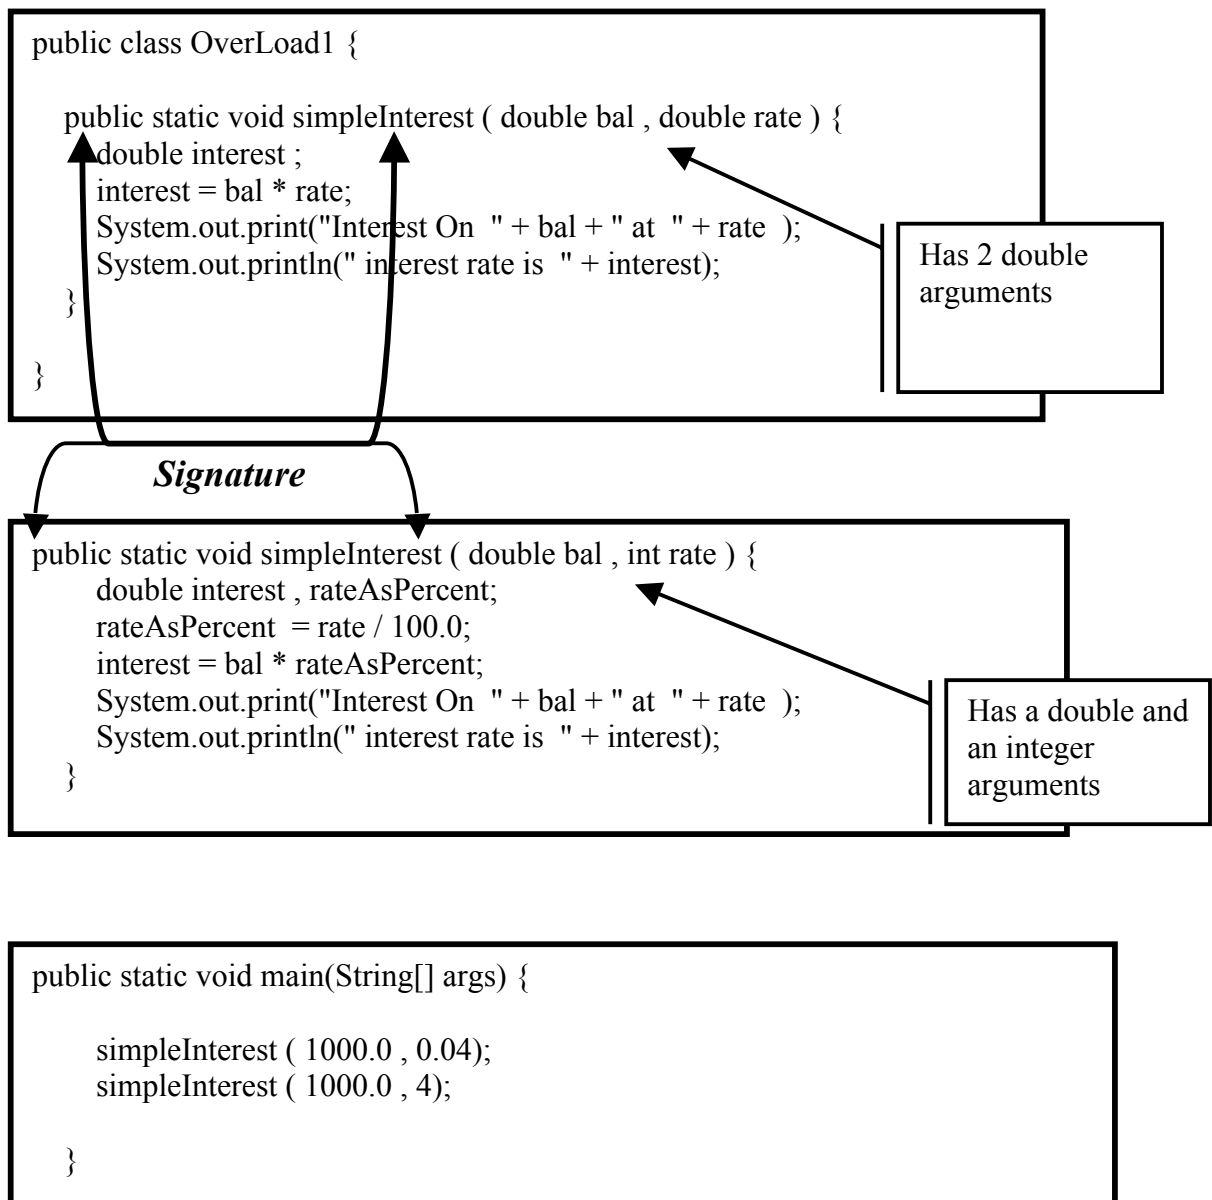 public class OverLoad1 {
public static void simpleInterest ( double bal , double rate ) {
double interest ;
interest = bal * rate;
System.out.print("Interest On  " + bal + " at  " + rate  );
System.out.println(" interest rate is  " + interest);
}
}
Has 2 double
arguments
Signature
public static void simpleInterest ( double bal , int rate ) {
double interest , rateAsPercent;
rateAsPercent  = rate / 100.0;
interest = bal * rateAsPercent;
System.out.print("Interest On  " + bal + " at  " + rate  );
System.out.println(" interest rate is  " + interest);
}
Has a double and
an integer
arguments
public static void main(String[] args) {
simpleInterest ( 1000.0 , 0.04);
simpleInterest ( 1000.0 , 4);
}